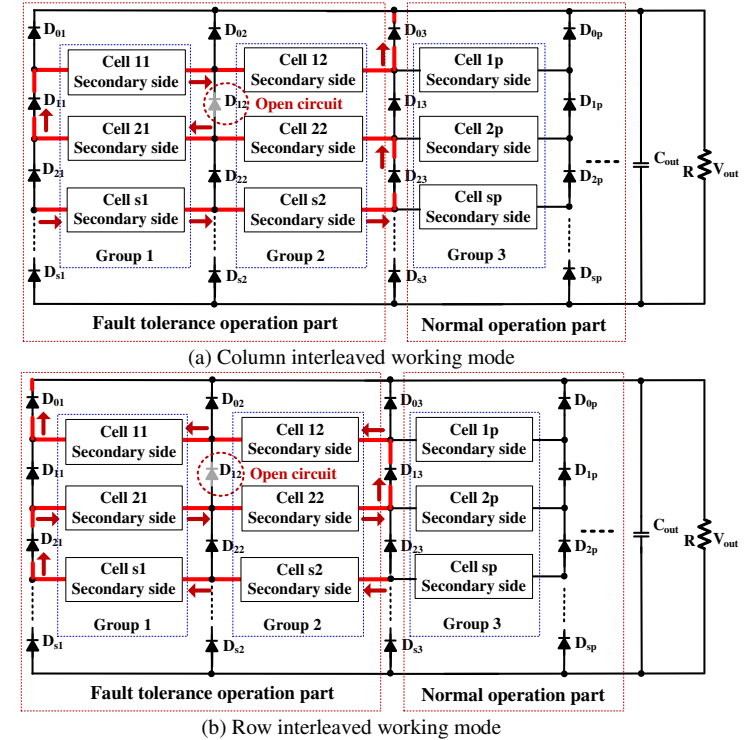 D01 D02 D03 D0p
Cell 11 Cell 12 Cell 1p
Secondary side Secondary side Secondary side
D11 D12 Open circuit D13 D1p
Cell 21 Cell 22 Cell 2p
Secondary side Secondary side Secondary side
Cout R Vout
D21 D22 D23 D2p
Cell s1 Cell s2 Cell sp
Secondary side Secondary side Secondary side
Group 1 Group 2 Group 3
Ds1 Ds2 Ds3 Dsp
Fault tolerance operation part Normal operation part
(a) Column interleaved working mode
D01 D02 D03 D0p
Cell 11 Cell 12 Cell 1p
Secondary side Secondary side Secondary side
D11 D12 Open circuit D13 D1p
Cell 21 Cell 22 Cell 2p
Secondary side Secondary side Secondary side
Cout R Vout
D21 D22 D23 D2p
Cell s1 Cell s2 Cell sp
Secondary side Secondary side Secondary side
Group 1 Group 2 Group 3
Ds1 Ds2 Ds3 Dsp
Fault tolerance operation part Normal operation part
(b) Row interleaved working mode